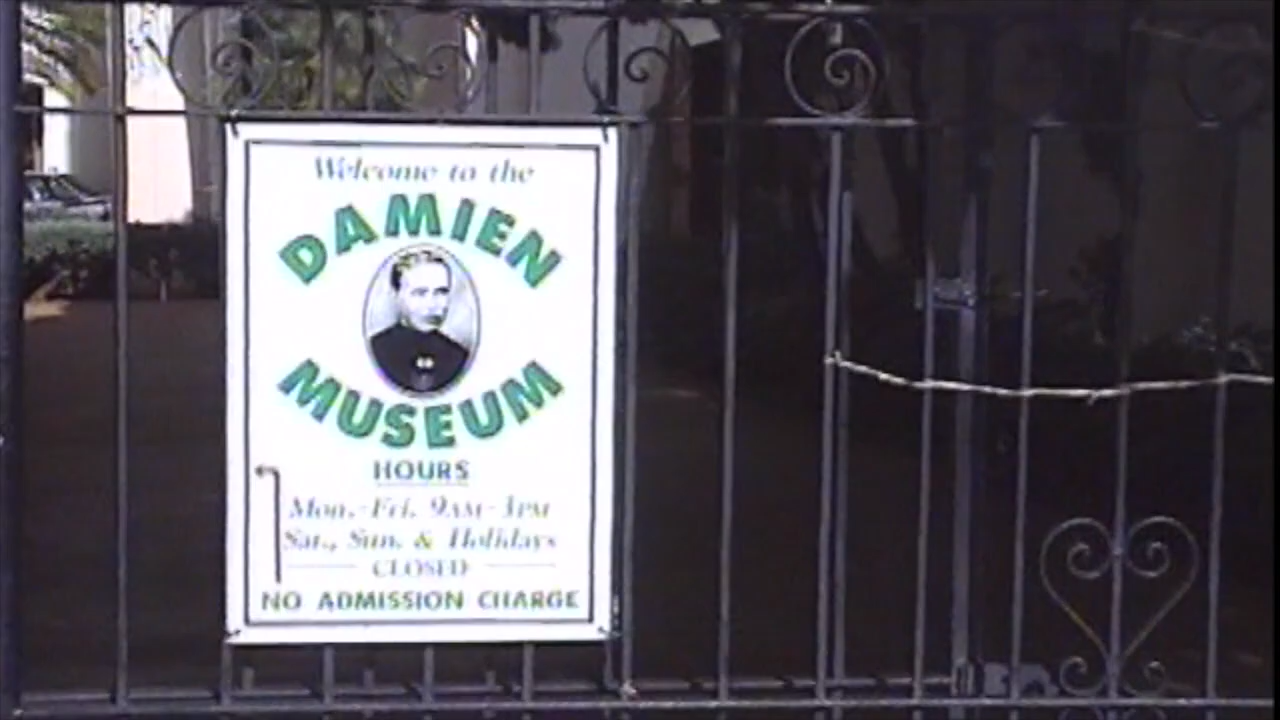 Welcome to the
DAMIEN
MUSEUM
HOURS
Mon.-Fri. 9AM-3PM
Sat., Sun. & Holidays
CLOSED
NO ADMISSION CHARGE